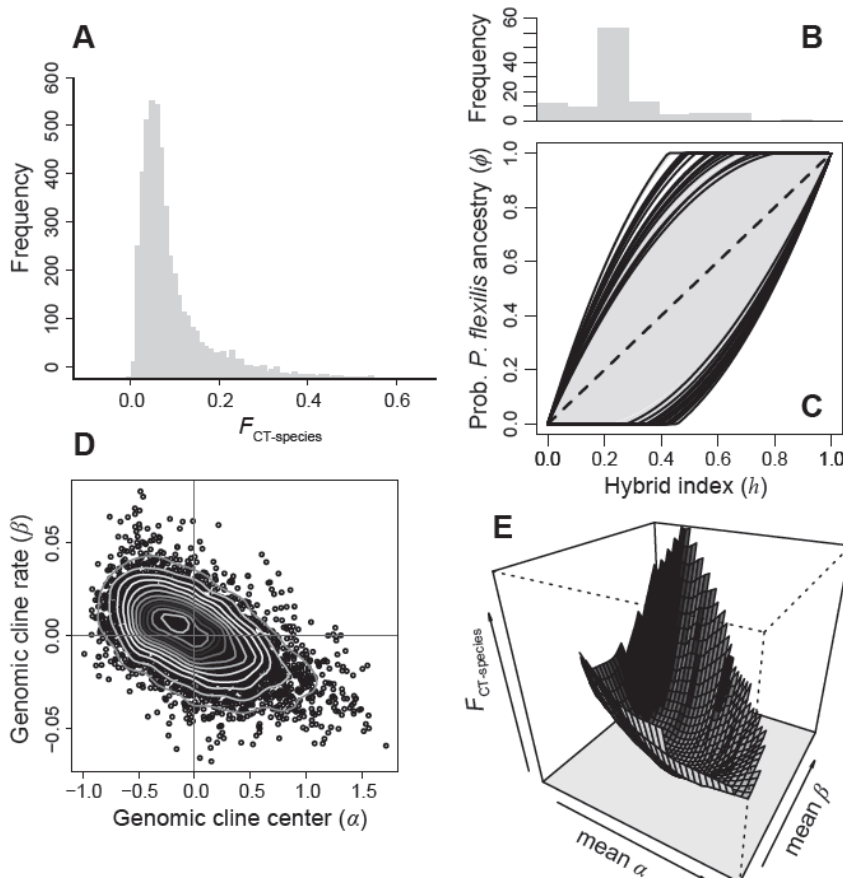 A
Frequency
600
500
400
300
200
100
0
0.0 0.2 0.4 0.6
F CT-species
B
Frequency
60
40
20
0
C
Prob. P. flexilis ancestry (ϕ)
1.0
0.8
0.6
0.4
0.2
0.0
0.0 0.2 0.4 0.6 0.8 1.0
Hybrid index (h)
D
Genomic cline rate (β)
0.05
0.00
−0.05
−1.0 −0.5 0.0 0.5 1.0 1.5
Genomic cline center (α)
E
F CT-species
mean α
mean β